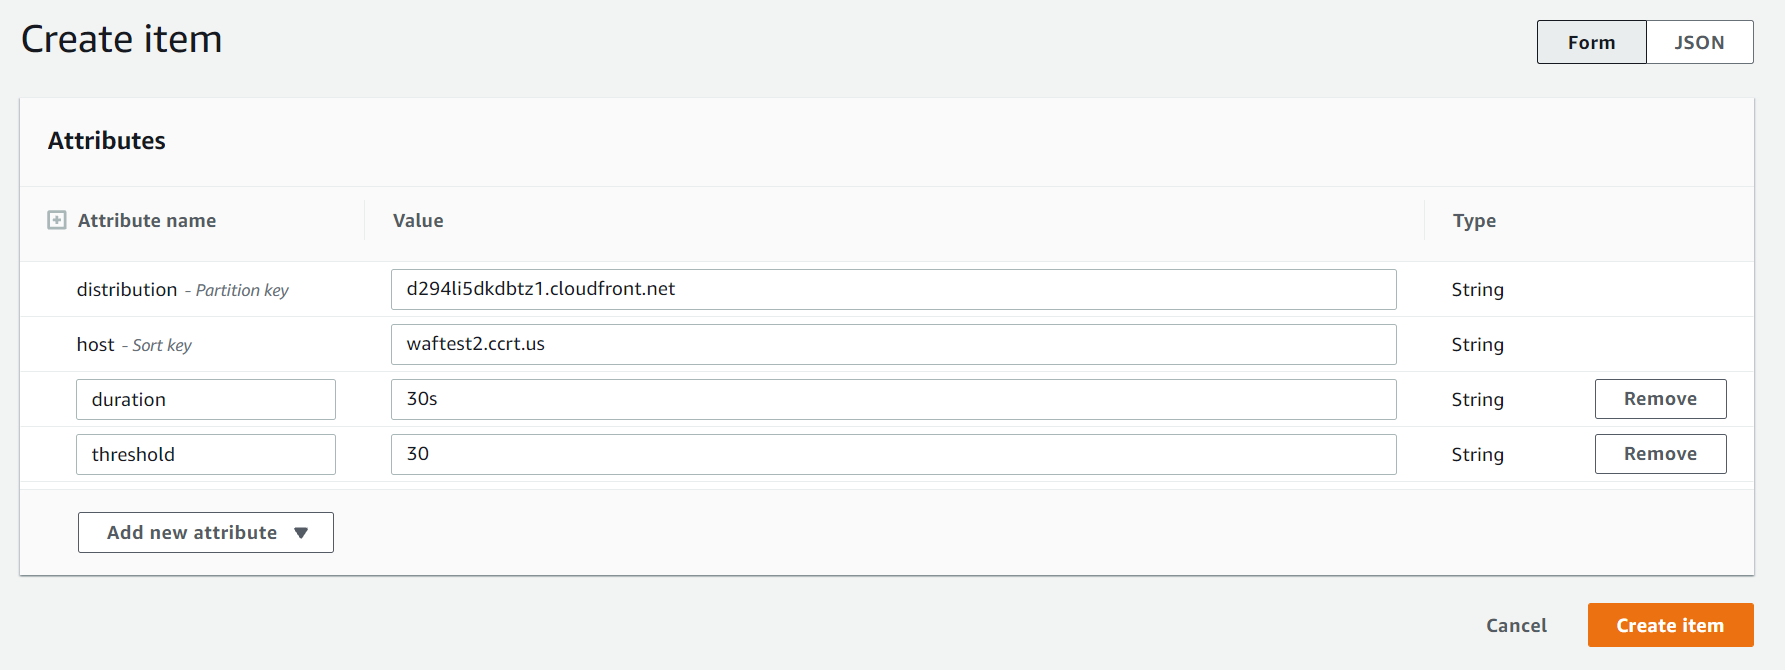 Create item
Form JSON
Attributes
Attribute name Value Type
distribution - Partition key d294li5dkdbtz1.cloudfront.net String
host - Sort key waftest2.ccrt.us String
duration 30s String Remove
threshold 30 String Remove
Add new attribute
Cancel Create item